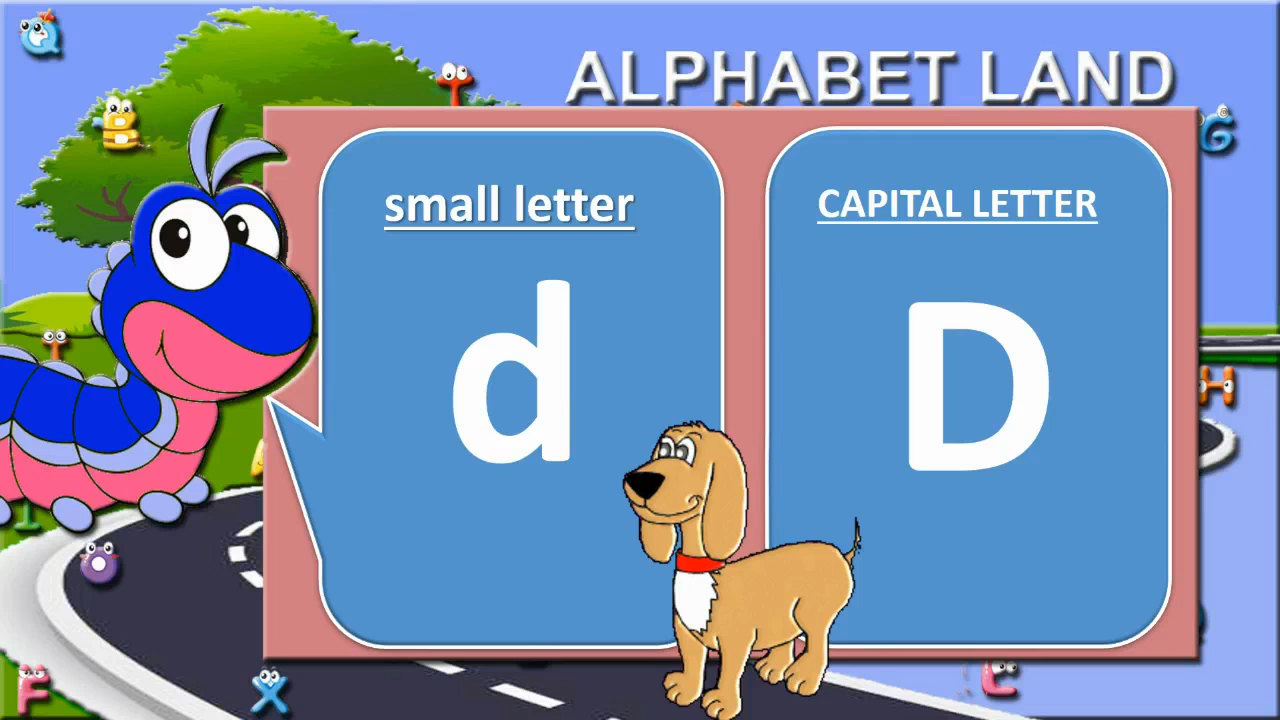 ALPHABET LAND
small letter
CAPITAL LETTER
d
D
Q
B
T
G
H
F
X